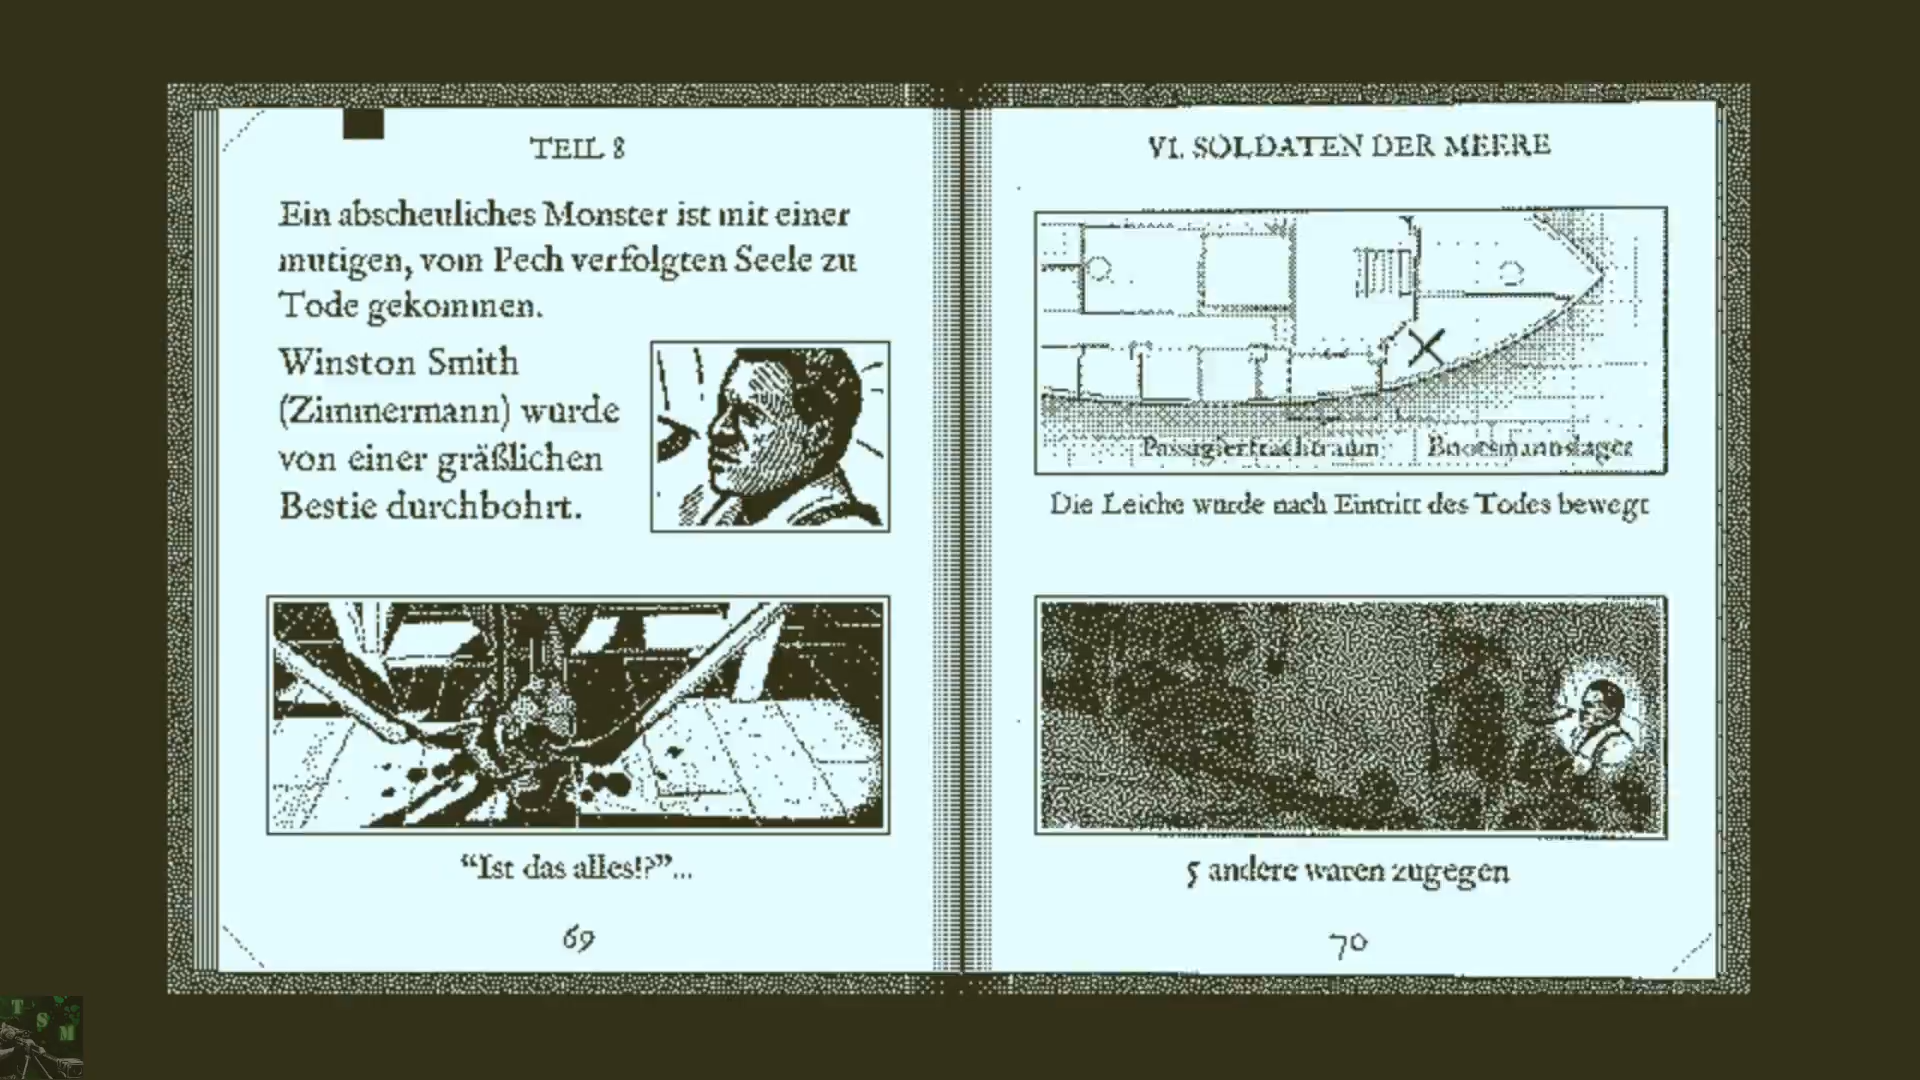 TEIL 8
Ein abscheuliches Monster ist mit einer
mutigen, vom Pech verfolgten Seele zu
Tode gekommen.
Winston Smith
(Zimmermann) wurde
von einer gräßlichen
Bestie durchbohrt.
“Ist das alles!?”...
69
VI. SOLDATEN DER MEERE
Passagierfrachtraum
Bootsmannslager
Die Leiche wurde nach Eintritt des Todes bewegt
5 andere waren zugegen
70
T
S
M